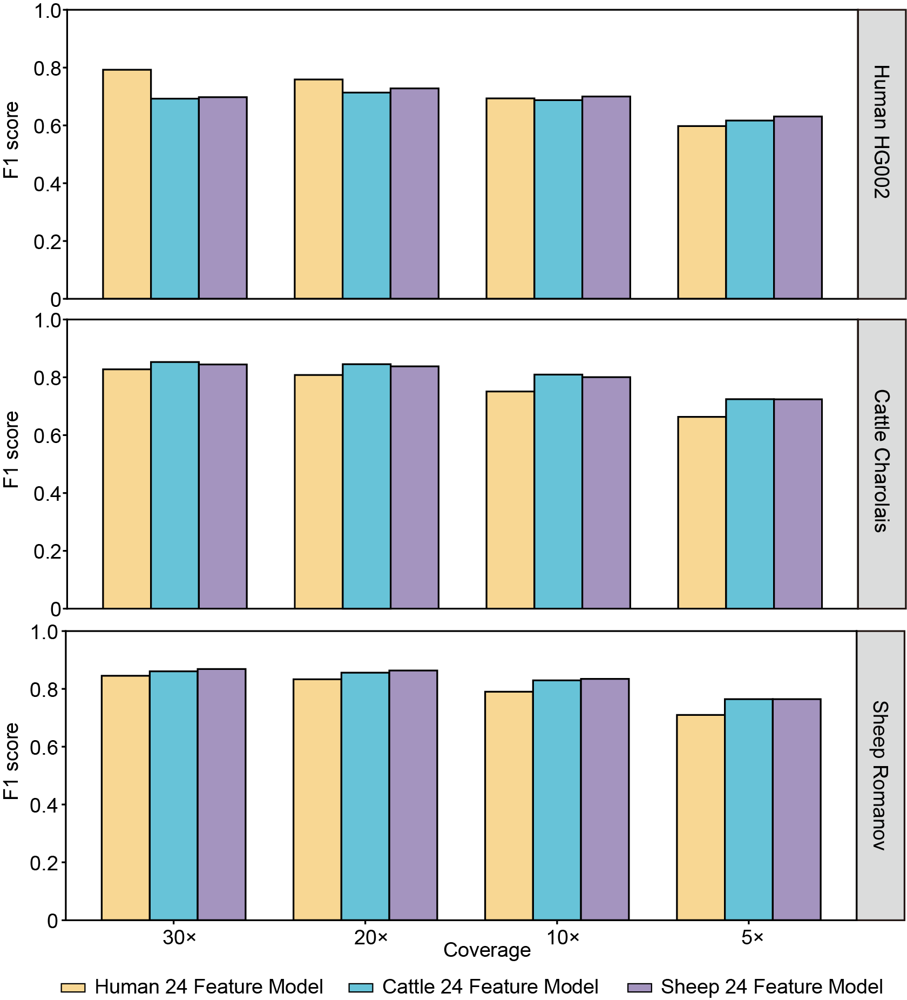 1.0
0.8
0.6
0.4
0.2
0
F1 score
Human HG002
1.0
0.8
0.6
0.4
0.2
0
F1 score
Cattle Charolais
1.0
0.8
0.6
0.4
0.2
0
F1 score
Sheep Romanov
30× 20× 10× 5×
Coverage
Human 24 Feature Model Cattle 24 Feature Model Sheep 24 Feature Model